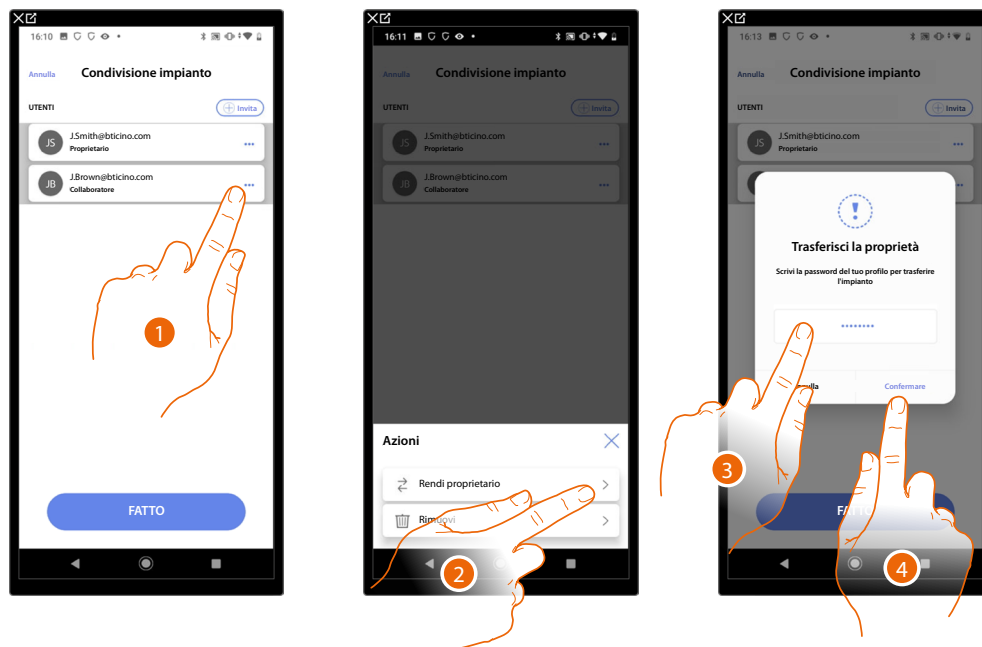 16:10
Annulla Condivisione impianto
UTENTI Invita
JS J.Smith@bticino.com
Proprietario
JB J.Brown@bticino.com
Collaboratore
1
FATTO
16:11
Annulla Condivisione impianto
UTENTI Invita
JS J.Smith@bticino.com
Proprietario
JB J.Brown@bticino.com
Collaboratore
Azioni
Rendi proprietario
Rimuovi
2
16:13
Annulla Condivisione impianto
UTENTI Invita
JS J.Smith@bticino.com
Proprietario
Trasferisci la proprietà
Scrivi la password del tuo profilo per trasferire
l'impianto
Confermare
3
4